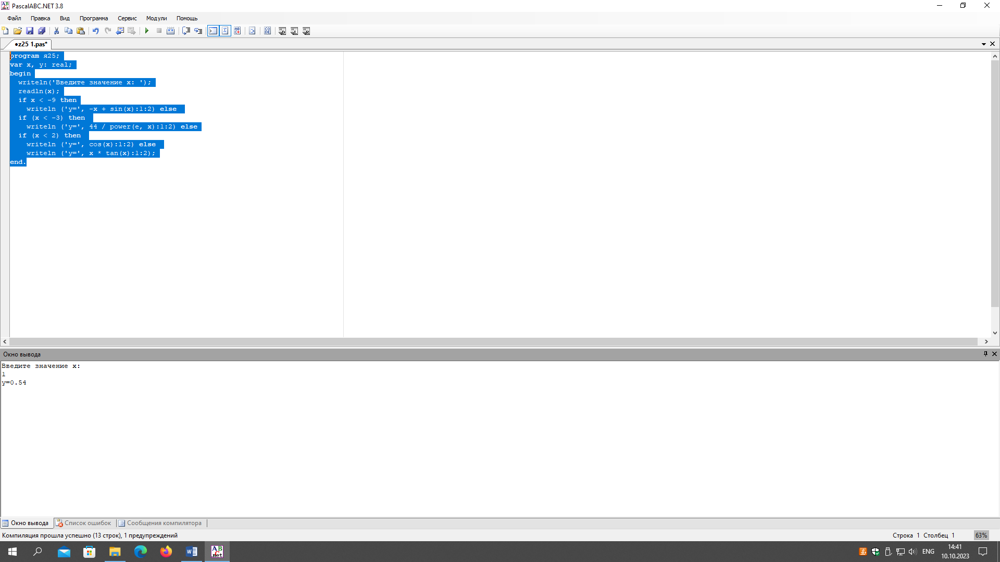 PascalABC.NET 3.8
Файл Правка Вид Программа Сервис Модули Помощь
•z25 1.pas*
program я25;
var x, y: real;
begin
writeln('Введите значение x: ');
readln(x);
if x < -9 then
writeln ('y=', -x + sin(x):1:2) else
if (x < -3) then
writeln ('y=', 44 / power(e, x):1:2) else
if (x < 2) then
writeln ('y=', cos(x):1:2) else
writeln ('y=', x * tan(x):1:2);
end.
Окно вывода
Введите значение x:
1
y=0.54
Окно вывода Список ошибок Сообщения компилятора
Компиляция прошла успешно (13 строк), 1 предупреждений Строка 1 Столбец 1 63%
ENG 14:41
10.10.2023